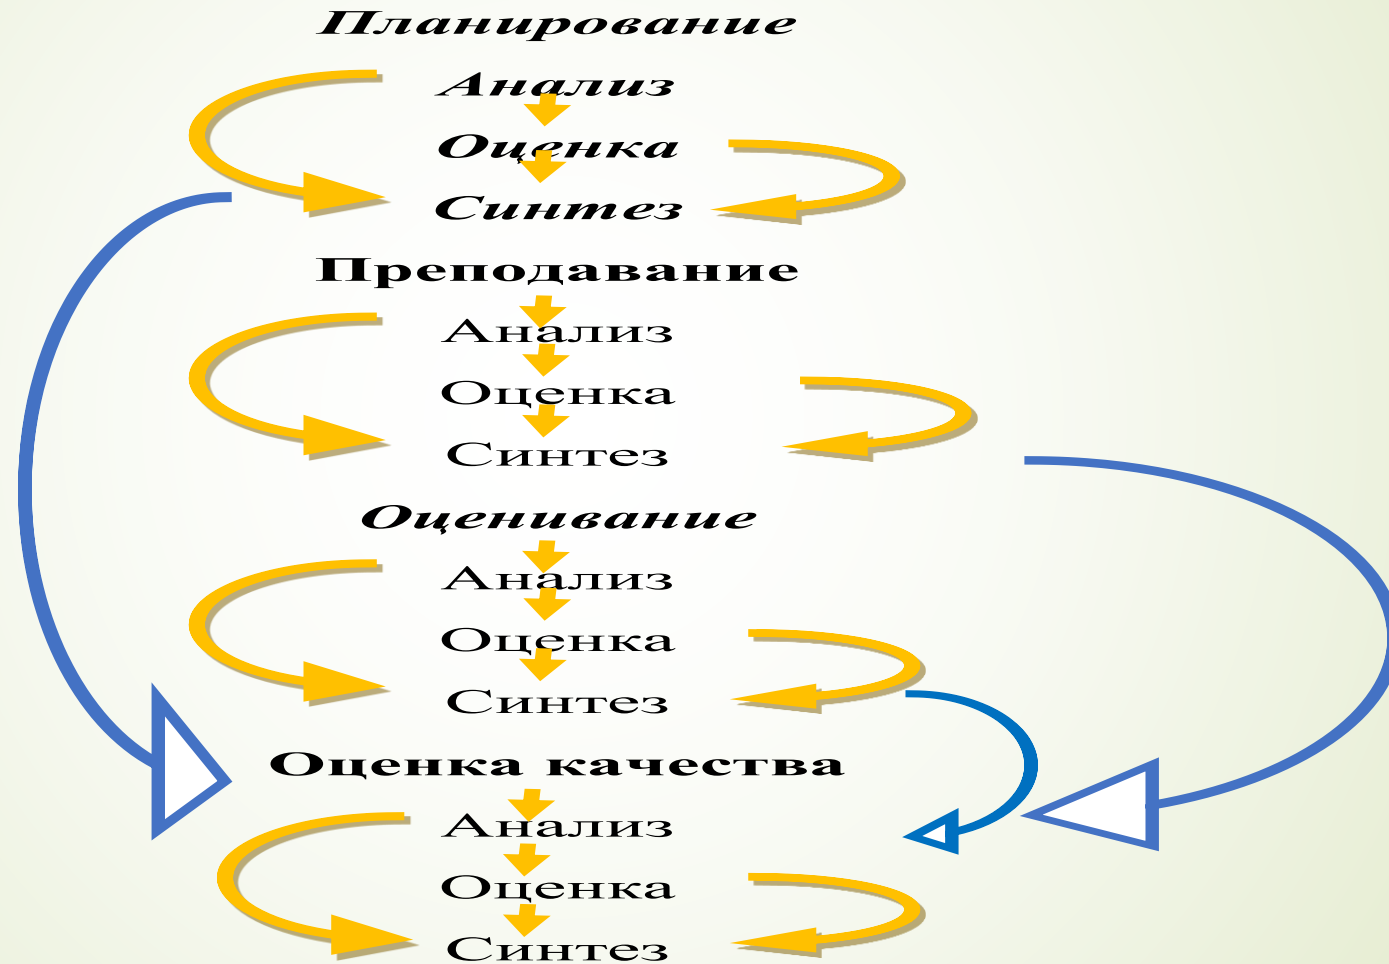 Планирование
Анализ
Оценка
Синтез
Преподавание
Анализ
Оценка
Синтез
Оценивание
Анализ
Оценка
Синтез
Оценка качества
Анализ
Оценка
Синтез